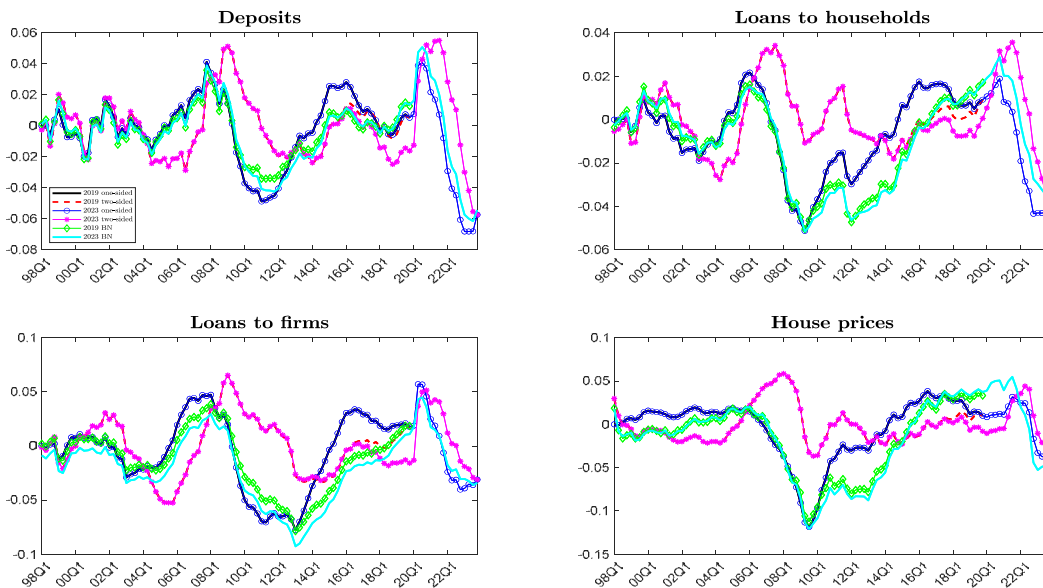 Deposits
0.06
0.04
0.02
0
-0.02
-0.04
-0.06
-0.08
2019 one-sided
2019 two-sided
2023 one-sided
2023 two-sided
2019 BN
2023 BN
98Q1 00Q1 02Q1 04Q1 06Q1 08Q1 10Q1 12Q1 14Q1 16Q1 18Q1 20Q1 22Q1
Loans to households
0.04
0.02
0
-0.02
-0.04
-0.06
98Q1 00Q1 02Q1 04Q1 06Q1 08Q1 10Q1 12Q1 14Q1 16Q1 18Q1 20Q1 22Q1
Loans to firms
0.1
0.05
0
-0.05
-0.1
98Q1 00Q1 02Q1 04Q1 06Q1 08Q1 10Q1 12Q1 14Q1 16Q1 18Q1 20Q1 22Q1
House prices
0.1
0.05
0
-0.05
-0.1
-0.15
98Q1 00Q1 02Q1 04Q1 06Q1 08Q1 10Q1 12Q1 14Q1 16Q1 18Q1 20Q1 22Q1